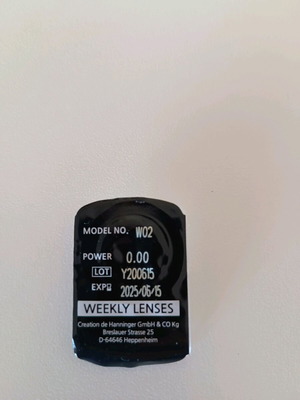 MODEL NO. W02
POWER 0.00
LOT Y200615
EXP 2025/06/15
WEEKLY LENSES
Creation de Hanninger GmbH & CO Kg
Breslauer Strasse 25
D-64646 Heppenheim